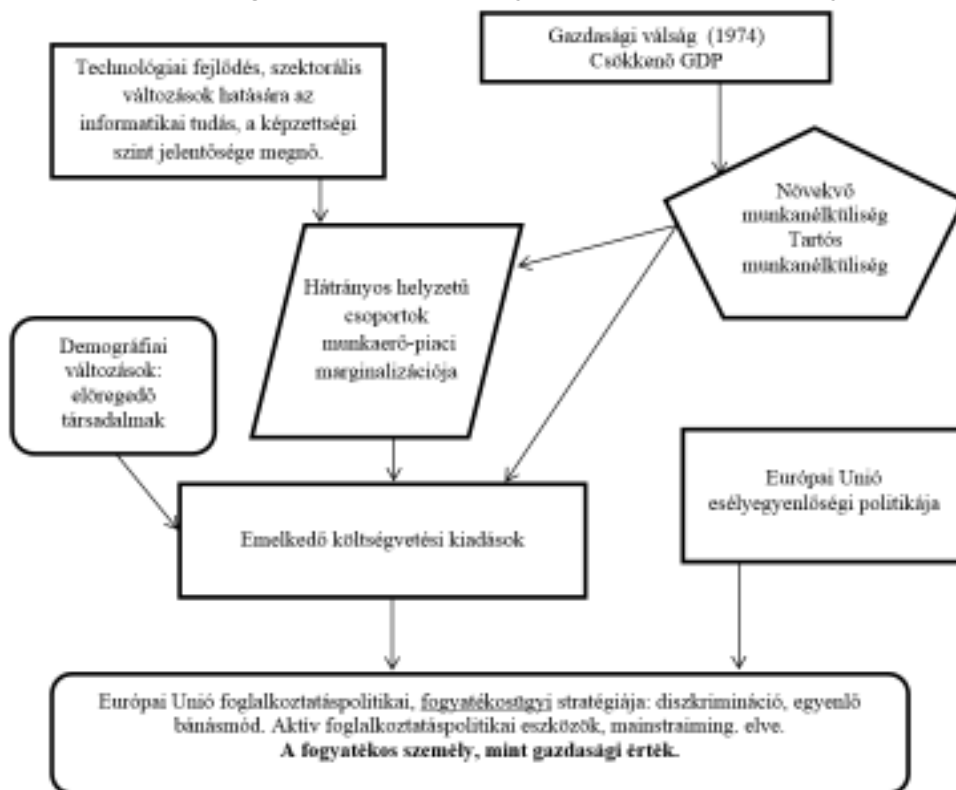 Gazdasági válság (1974)
Csökkenő GDP
Technológiai fejlődés, szektorális
változások hatására az
informatikai tudás, a képzettségi
szint jelentősége megnő.
Növekvő
munkanélküliség
Tartós
munkanélküliség
Hátrányos helyzetű
csoportok
munkaerő-piaci
marginalizációja
Demográfiai
változások:
elöregedő
társadalmak
Európai Unió
esélyegyenlőségi politikája
Emelkedő költségvetési kiadások
Európai Unió foglalkoztatáspolitikai, fogyatékosügyi stratégiája: diszkrimináció, egyenlő
bánásmód. Aktív foglalkoztatáspolitikai eszközök, mainstraiming. elve.
A fogyatékos személy, mint gazdasági érték.